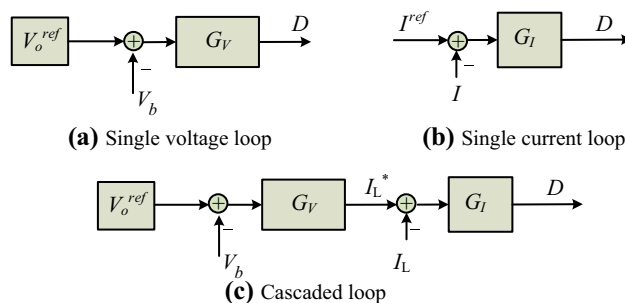 V_o^ref
+
−
V_b
G_V
D
(a) Single voltage loop
I^ref
+
−
I
G_I
D
(b) Single current loop
V_o^ref
+
−
V_b
G_V
I_L*
+
−
I_L
G_I
D
(c) Cascaded loop